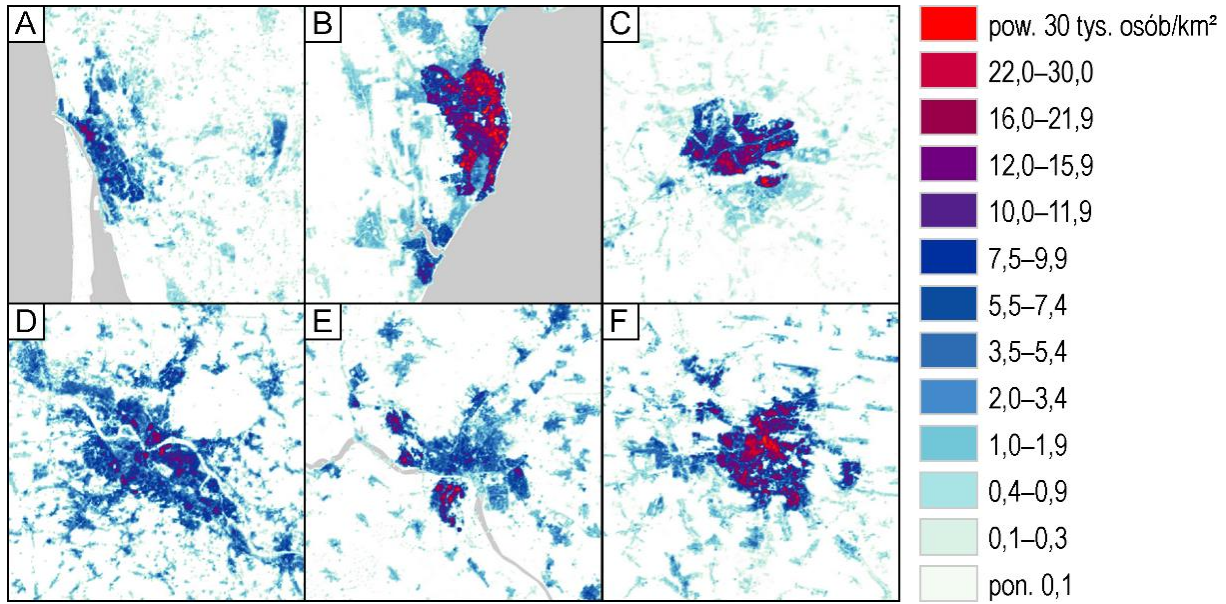 A
B
C
D
E
F
pow. 30 tys. osób/km²
22,0–30,0
16,0–21,9
12,0–15,9
10,0–11,9
7,5–9,9
5,5–7,4
3,5–5,4
2,0–3,4
1,0–1,9
0,4–0,9
0,1–0,3
pon. 0,1